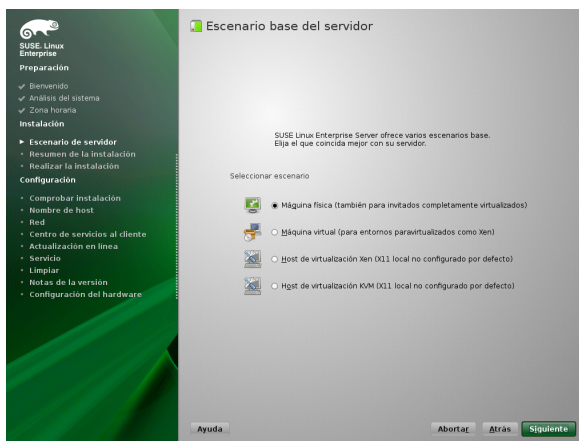 SUSE. Linux
Enterprise
Preparación
Bienvenido
Análisis del sistema
Zona horaria
Instalación
Escenario de servidor
Resumen de la instalación
Realizar la instalación
Configuración
Comprobar instalación
Nombre de host
Red
Centro de servicios al cliente
Actualización en línea
Servicio
Limpiar
Notas de la versión
Configuración del hardware
Escenario base del servidor
SUSE Linux Enterprise Server ofrece varios escenarios base.
Elija el que coincida mejor con su servidor.
Seleccionar escenario
Máquina física (también para invitados completamente virtualizados)
Máquina virtual (para entornos paravirtualizados como Xen)
Host de virtualización Xen (X11 local no configurado por defecto)
Host de virtualización KVM (X11 local no configurado por defecto)
Ayuda
Abortar
Atrás
Siguiente